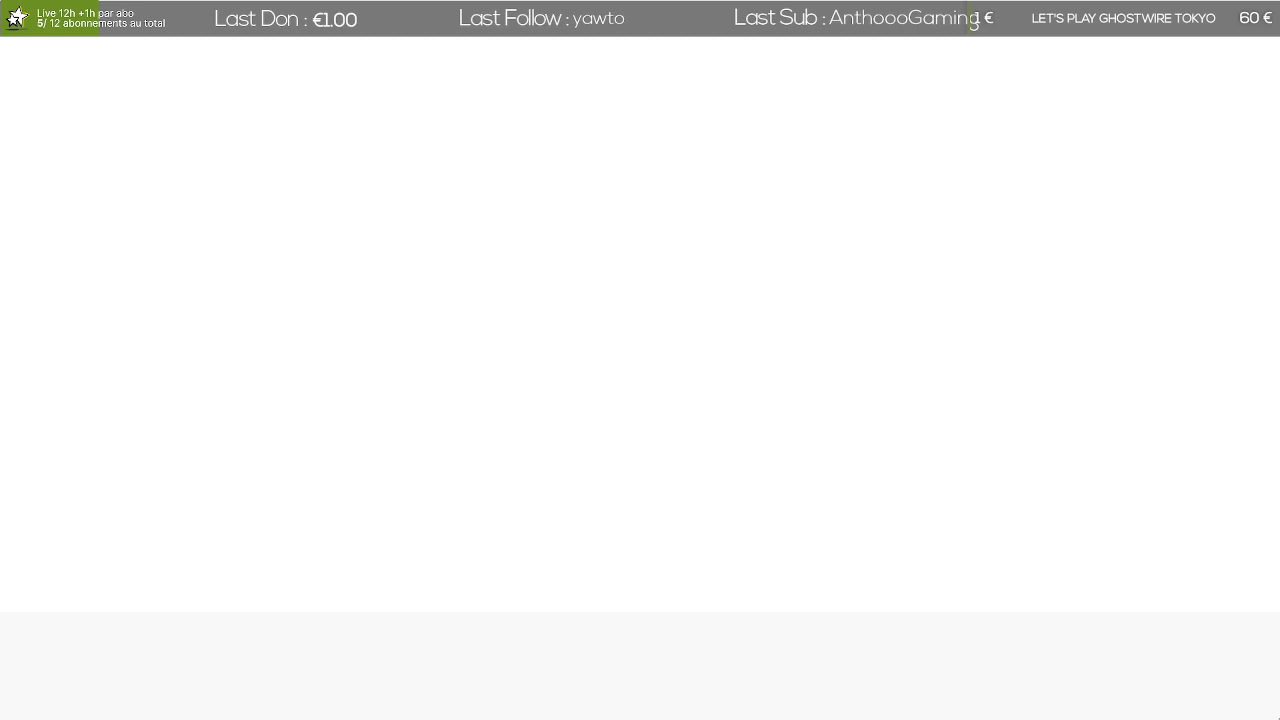 Live 12h +1h par abo
5/ 12 abonnements au total
Last Don : €1.00
Last Follow : yawto
Last Sub : AnthoooGaming
1 €
LET'S PLAY GHOSTWIRE TOKYO
60 €